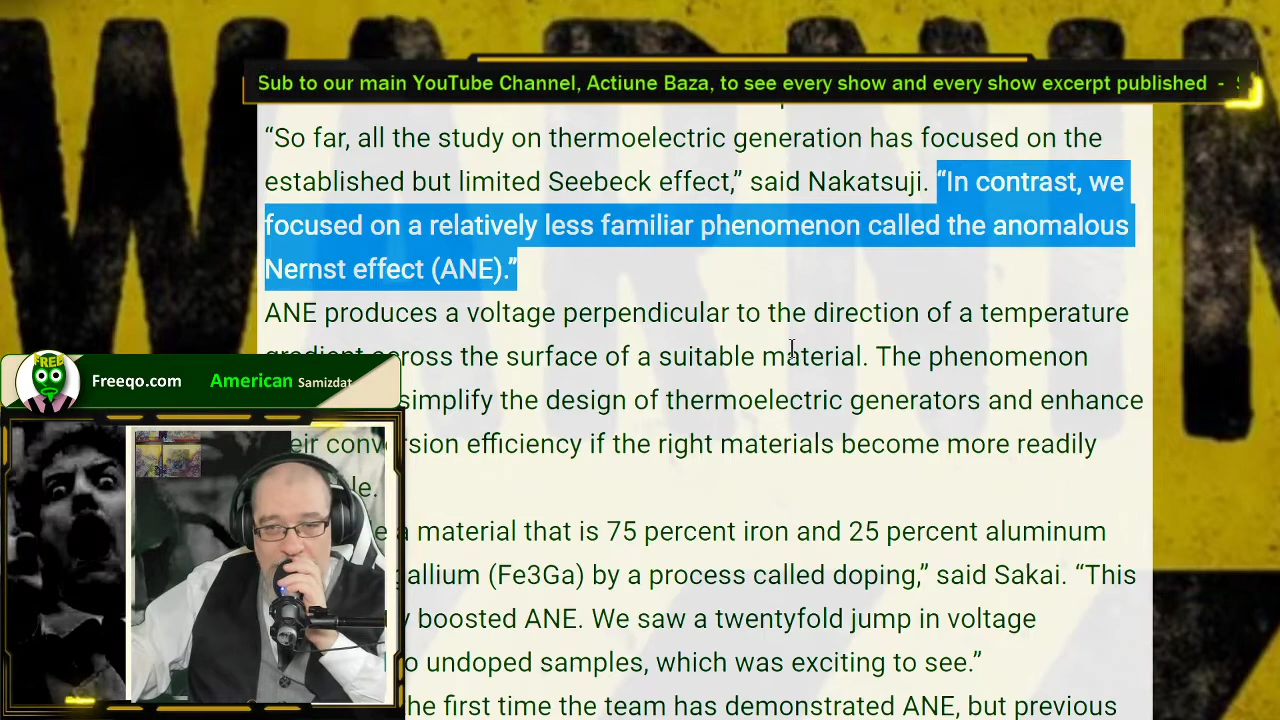 Sub to our main YouTube Channel, Actiune Baza, to see every show and every show excerpt published -
“So far, all the study on thermoelectric generation has focused on the
established but limited Seebeck effect,” said Nakatsuji. “In contrast, we
focused on a relatively less familiar phenomenon called the anomalous
Nernst effect (ANE).”
ANE produces a voltage perpendicular to the direction of a temperature
gradient across the surface of a suitable material. The phenomenon
simplify the design of thermoelectric generators and enhance
conversion efficiency if the right materials become more readily
a material that is 75 percent iron and 25 percent aluminum
(Fe3Ga) by a process called doping,” said Sakai. “This
boosted ANE. We saw a twentyfold jump in voltage
undoped samples, which was exciting to see.”
the first time the team has demonstrated ANE, but previous
FREE
Freeqo.com
American Samizdat